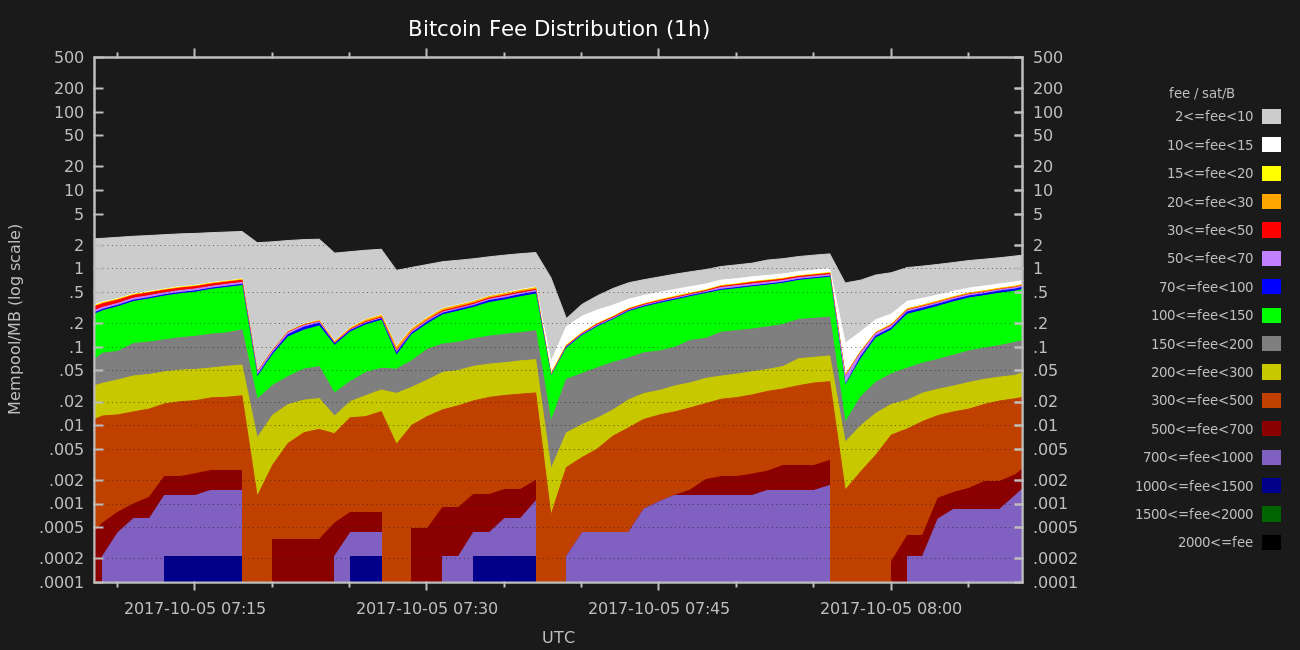 Bitcoin Fee Distribution (1h)
Mempool/MB (log scale)
500
200
100
50
20
10
5
2
1
.5
.2
.1
.05
.02
.01
.005
.002
.001
.0005
.0002
.0001
500
200
100
50
20
10
5
2
1
.5
.2
.1
.05
.02
.01
.005
.002
.001
.0005
.0002
.0001
2017-10-05 07:15 2017-10-05 07:30 2017-10-05 07:45 2017-10-05 08:00
UTC
fee / sat/B
2<=fee<10
10<=fee<15
15<=fee<20
20<=fee<30
30<=fee<50
50<=fee<70
70<=fee<100
100<=fee<150
150<=fee<200
200<=fee<300
300<=fee<500
500<=fee<700
700<=fee<1000
1000<=fee<1500
1500<=fee<2000
2000<=fee